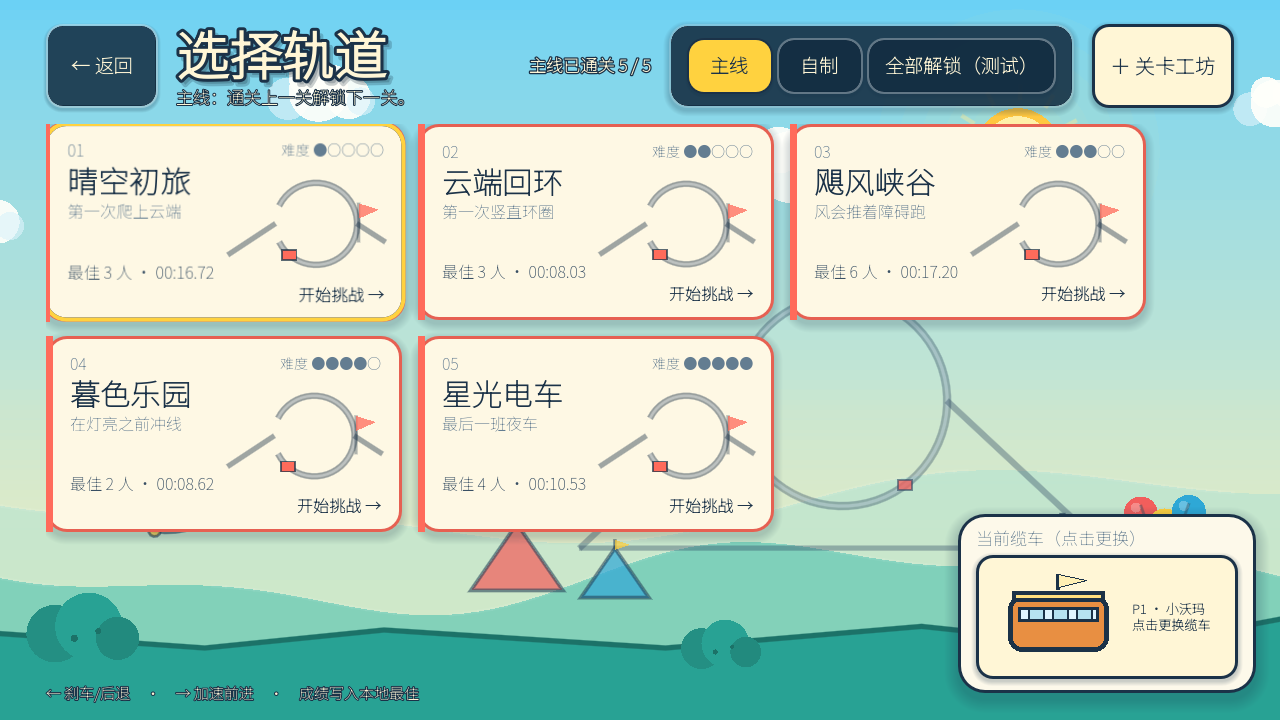 ← 返回
选择轨道
主线：通关上一关解锁下一关。
主线已通关 5 / 5
主线
自制
全部解锁（测试）
＋ 关卡工坊
01
难度 ●○○○○
晴空初旅
第一次爬上云端
最佳 3 人 · 00:16.72
开始挑战 →
02
难度 ●●○○○
云端回环
第一次竖直环圈
最佳 3 人 · 00:08.03
开始挑战 →
03
难度 ●●●○○
飓风峡谷
风会推着障碍跑
最佳 6 人 · 00:17.20
开始挑战 →
04
难度 ●●●●○
暮色乐园
在灯亮之前冲线
最佳 2 人 · 00:08.62
开始挑战 →
05
难度 ●●●●●
星光电车
最后一班夜车
最佳 4 人 · 00:10.53
开始挑战 →
当前缆车（点击更换）
P1 · 小沃玛
点击更换缆车
← 刹车/后退 · → 加速前进 · 成绩写入本地最佳